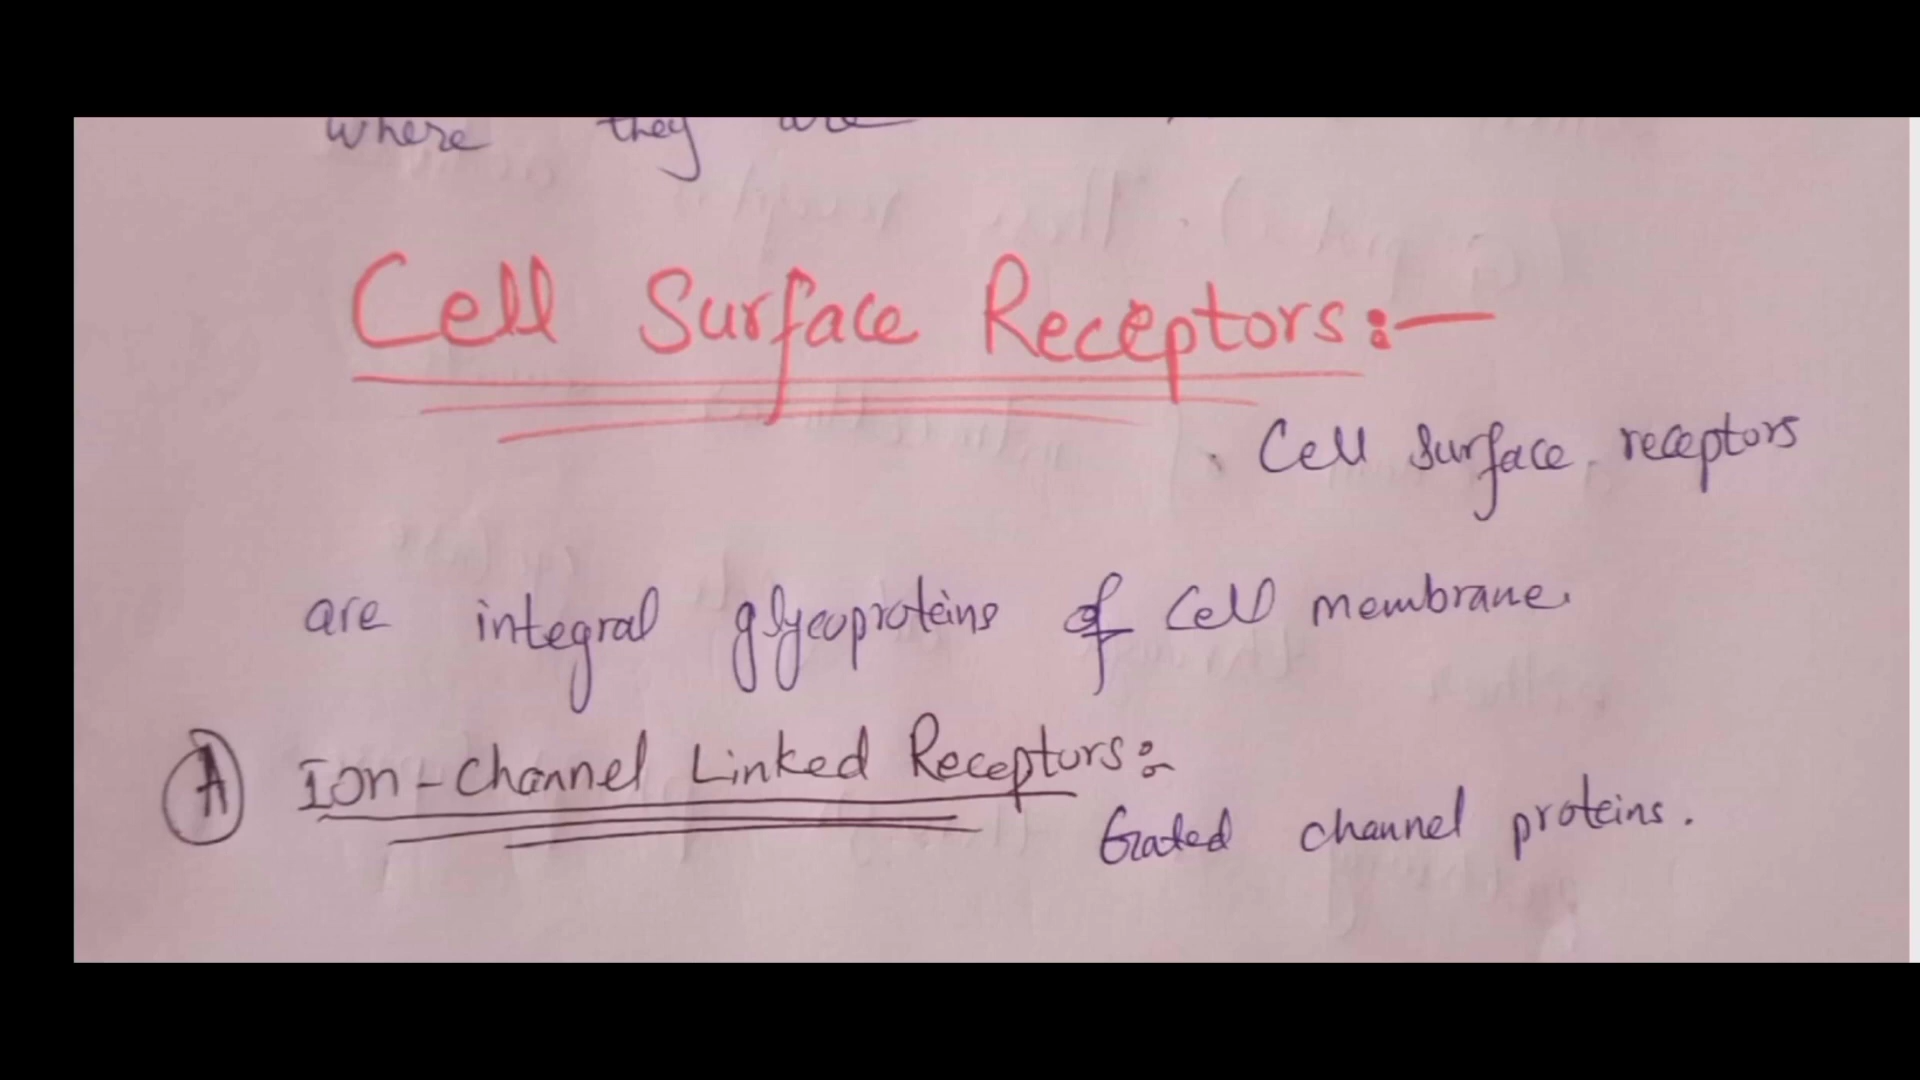 where they are
Cell Surface Receptors:—
Cell surface receptors
are integral glycoproteins of cell membrane.
A Ion-Channel Linked Receptors:-
Gated channel proteins.